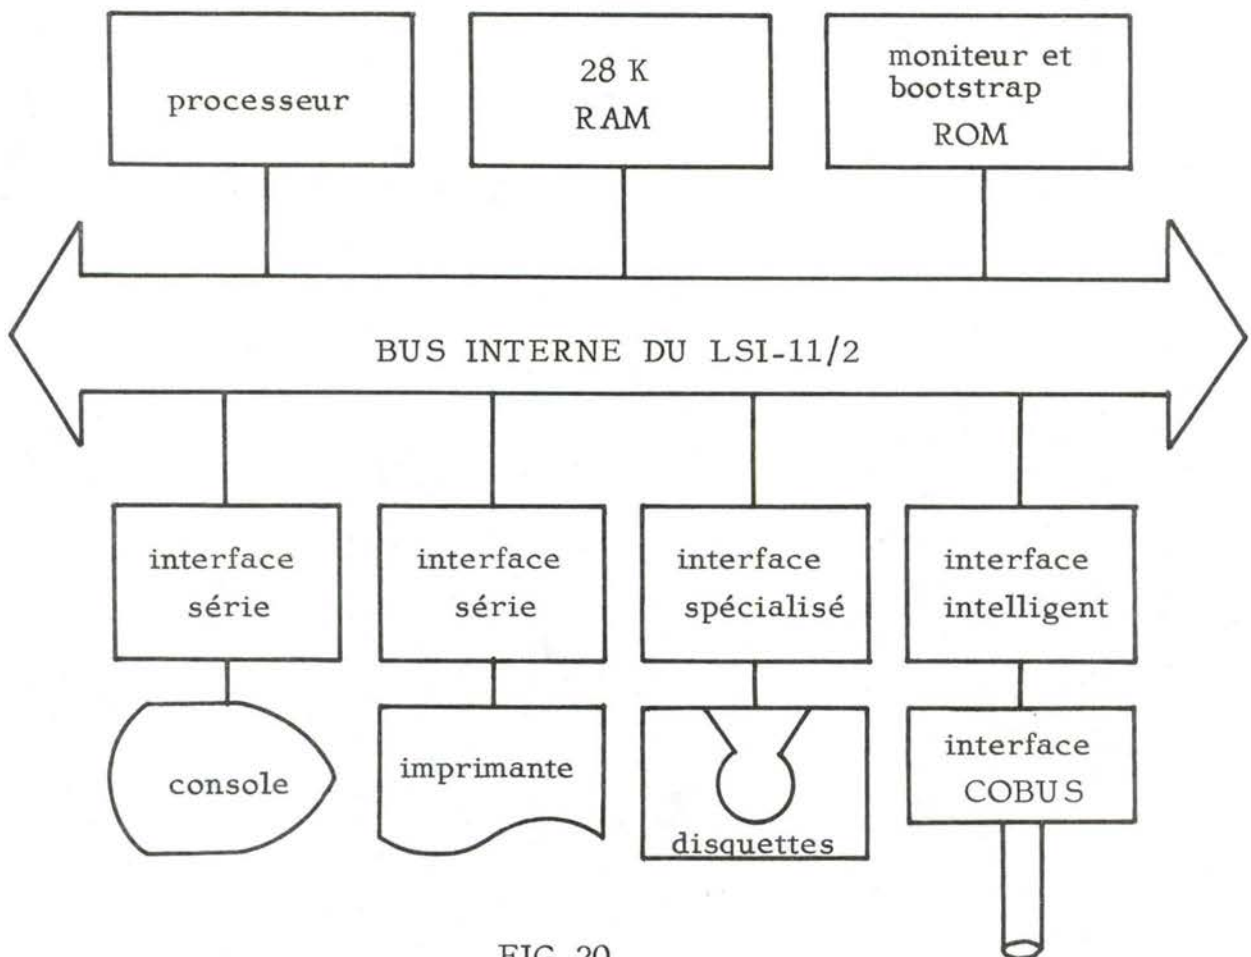 processeur
28 K
RAM
moniteur et
bootstrap
ROM
BUS INTERNE DU LSI-11/2
interface
série
interface
série
interface
spécialisé
interface
intelligent
console
imprimante
disquettes
interface
COBUS
FIG. 20